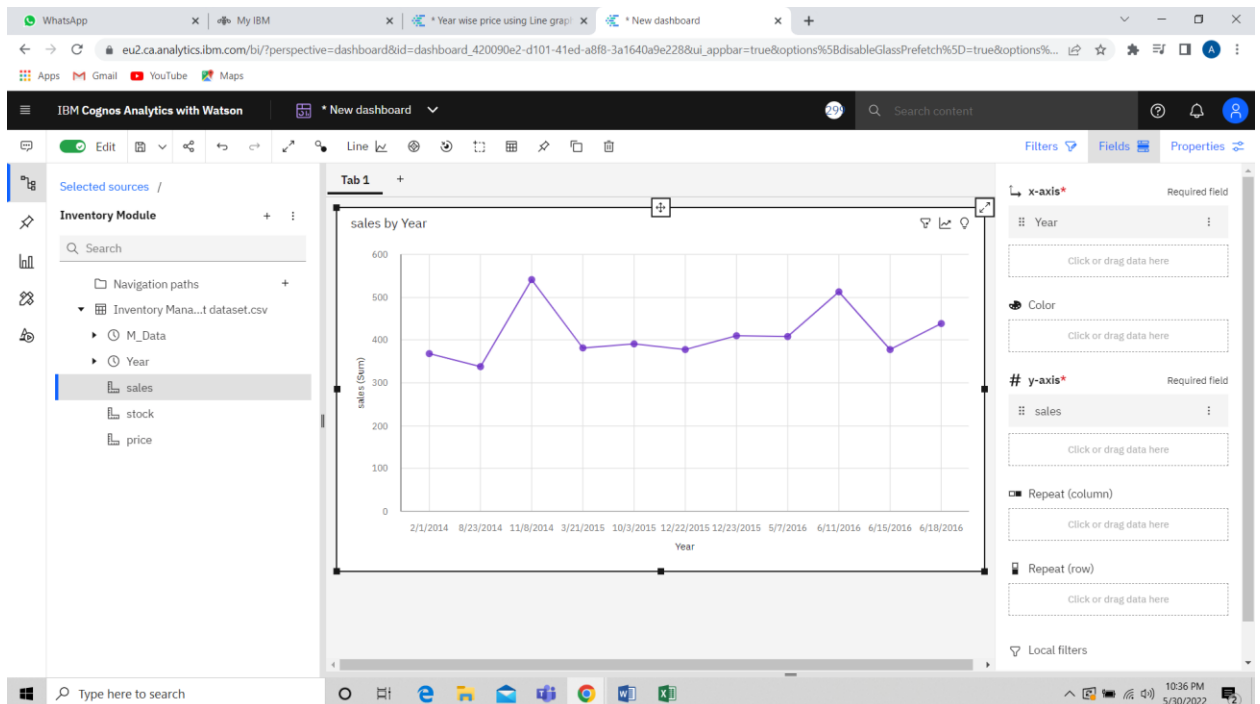 WhatsApp
My IBM
* Year wise price using Line grapl
* New dashboard
eu2.ca.analytics.ibm.com/bi/?perspective=dashboard&id=dashboard_420090e2-d101-41ed-a8f8-3a1640a9e228&ui_appbar=true&options%5BdisableGlassPrefetch%5D=true&options%...
A
Apps Gmail YouTube Maps
IBM Cognos Analytics with Watson
* New dashboard
299
Search content
Edit
Line
Filters
Fields
Properties
Selected sources /
Inventory Module
Search
Navigation paths
Inventory Mana...t dataset.csv
M_Data
Year
sales
stock
price
Tab 1
sales by Year
600
500
400
300
200
100
0
sales (Sum)
2/1/2014 8/23/2014 11/8/2014 3/21/2015 10/3/2015 12/22/2015 12/23/2015 5/7/2016 6/11/2016 6/15/2016 6/18/2016
Year
x-axis* Required field
Year
Click or drag data here
Color
Click or drag data here
# y-axis* Required field
sales
Click or drag data here
Repeat (column)
Click or drag data here
Repeat (row)
Click or drag data here
Local filters
Type here to search
10:36 PM
5/30/2022
2